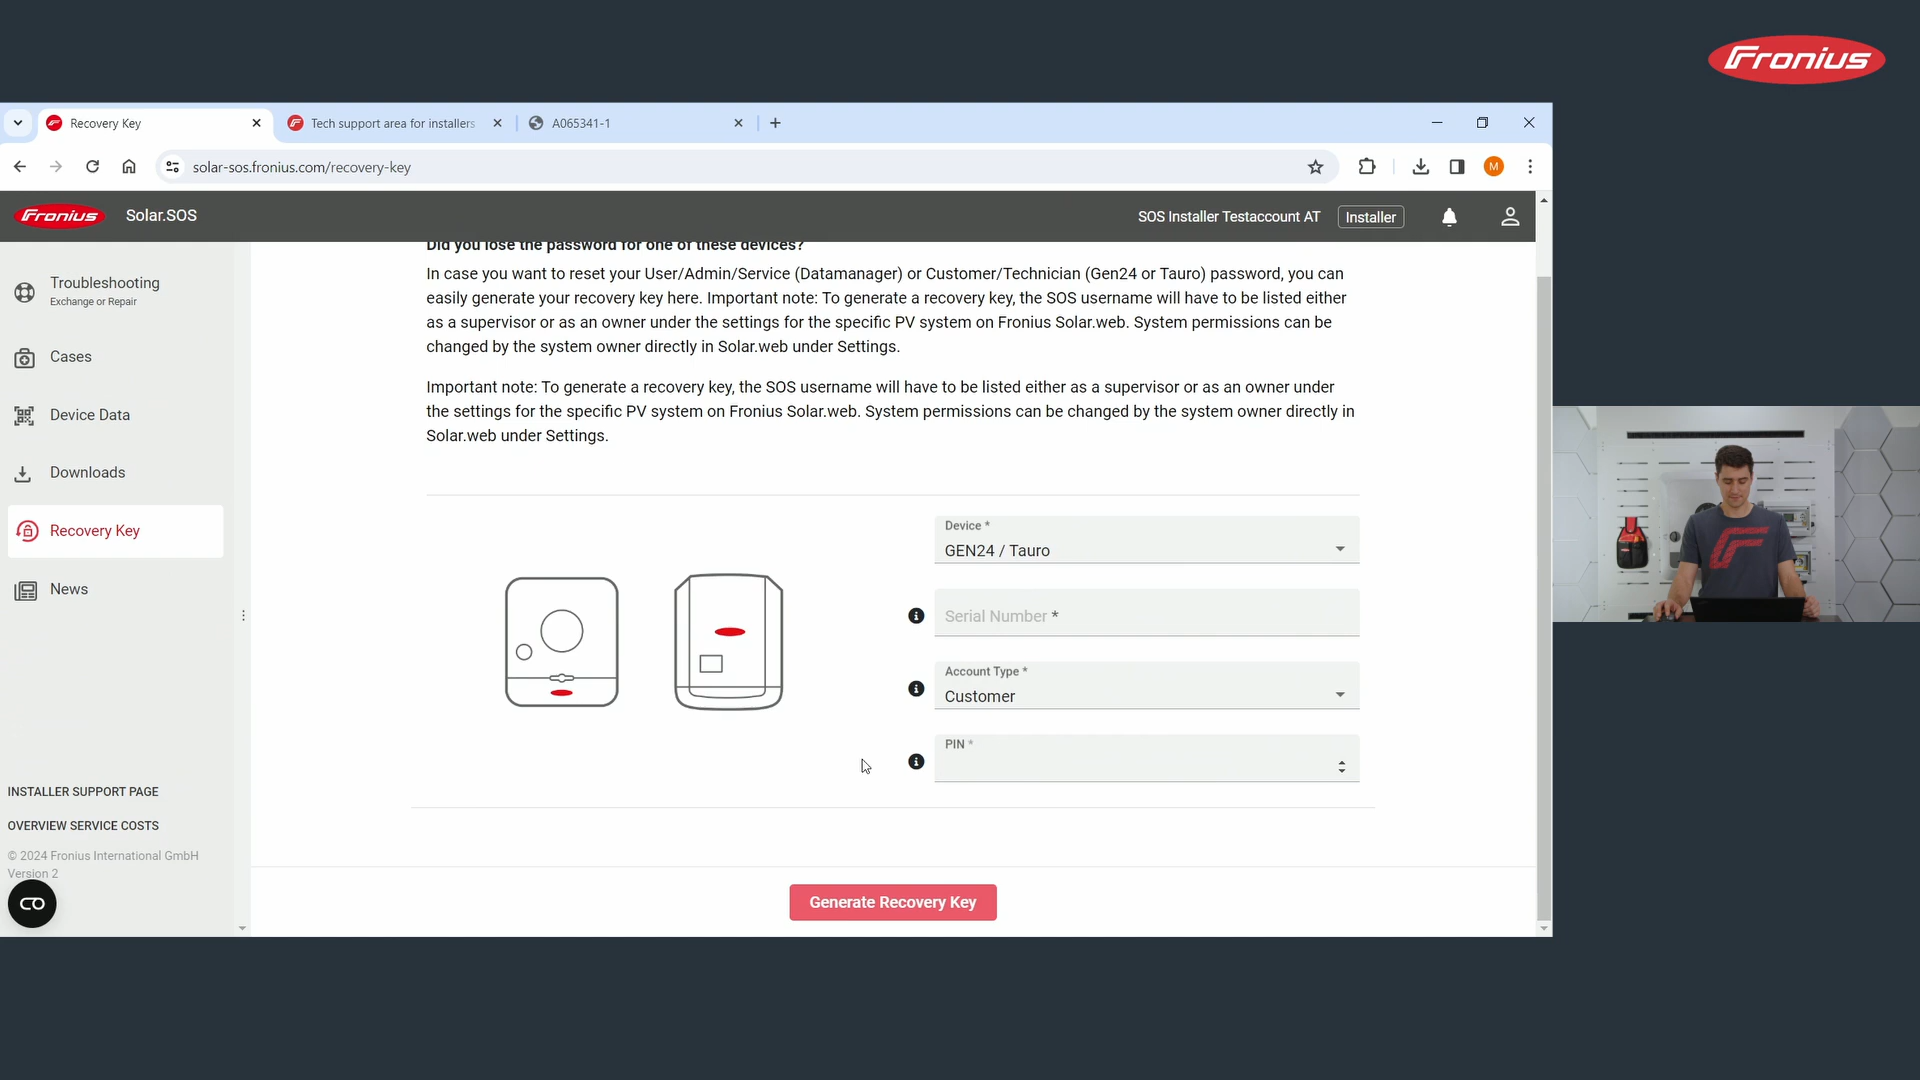 Fronius
Recovery Key
Tech support area for installers
A065341-1
solar-sos.fronius.com/recovery-key
M
Fronius
Solar.SOS
SOS Installer Testaccount AT
Installer
Troubleshooting
Exchange or Repair
Cases
Device Data
Downloads
Recovery Key
News
INSTALLER SUPPORT PAGE
OVERVIEW SERVICE COSTS
© 2024 Fronius International GmbH
Version 2
Did you lose the password for one of these devices?
In case you want to reset your User/Admin/Service (Datamanager) or Customer/Technician (Gen24 or Tauro) password, you can
easily generate your recovery key here. Important note: To generate a recovery key, the SOS username will have to be listed either
as a supervisor or as an owner under the settings for the specific PV system on Fronius Solar.web. System permissions can be
changed by the system owner directly in Solar.web under Settings.
Important note: To generate a recovery key, the SOS username will have to be listed either as a supervisor or as an owner under
the settings for the specific PV system on Fronius Solar.web. System permissions can be changed by the system owner directly in
Solar.web under Settings.
Device *
GEN24 / Tauro
Serial Number *
Account Type *
Customer
PIN *
Generate Recovery Key